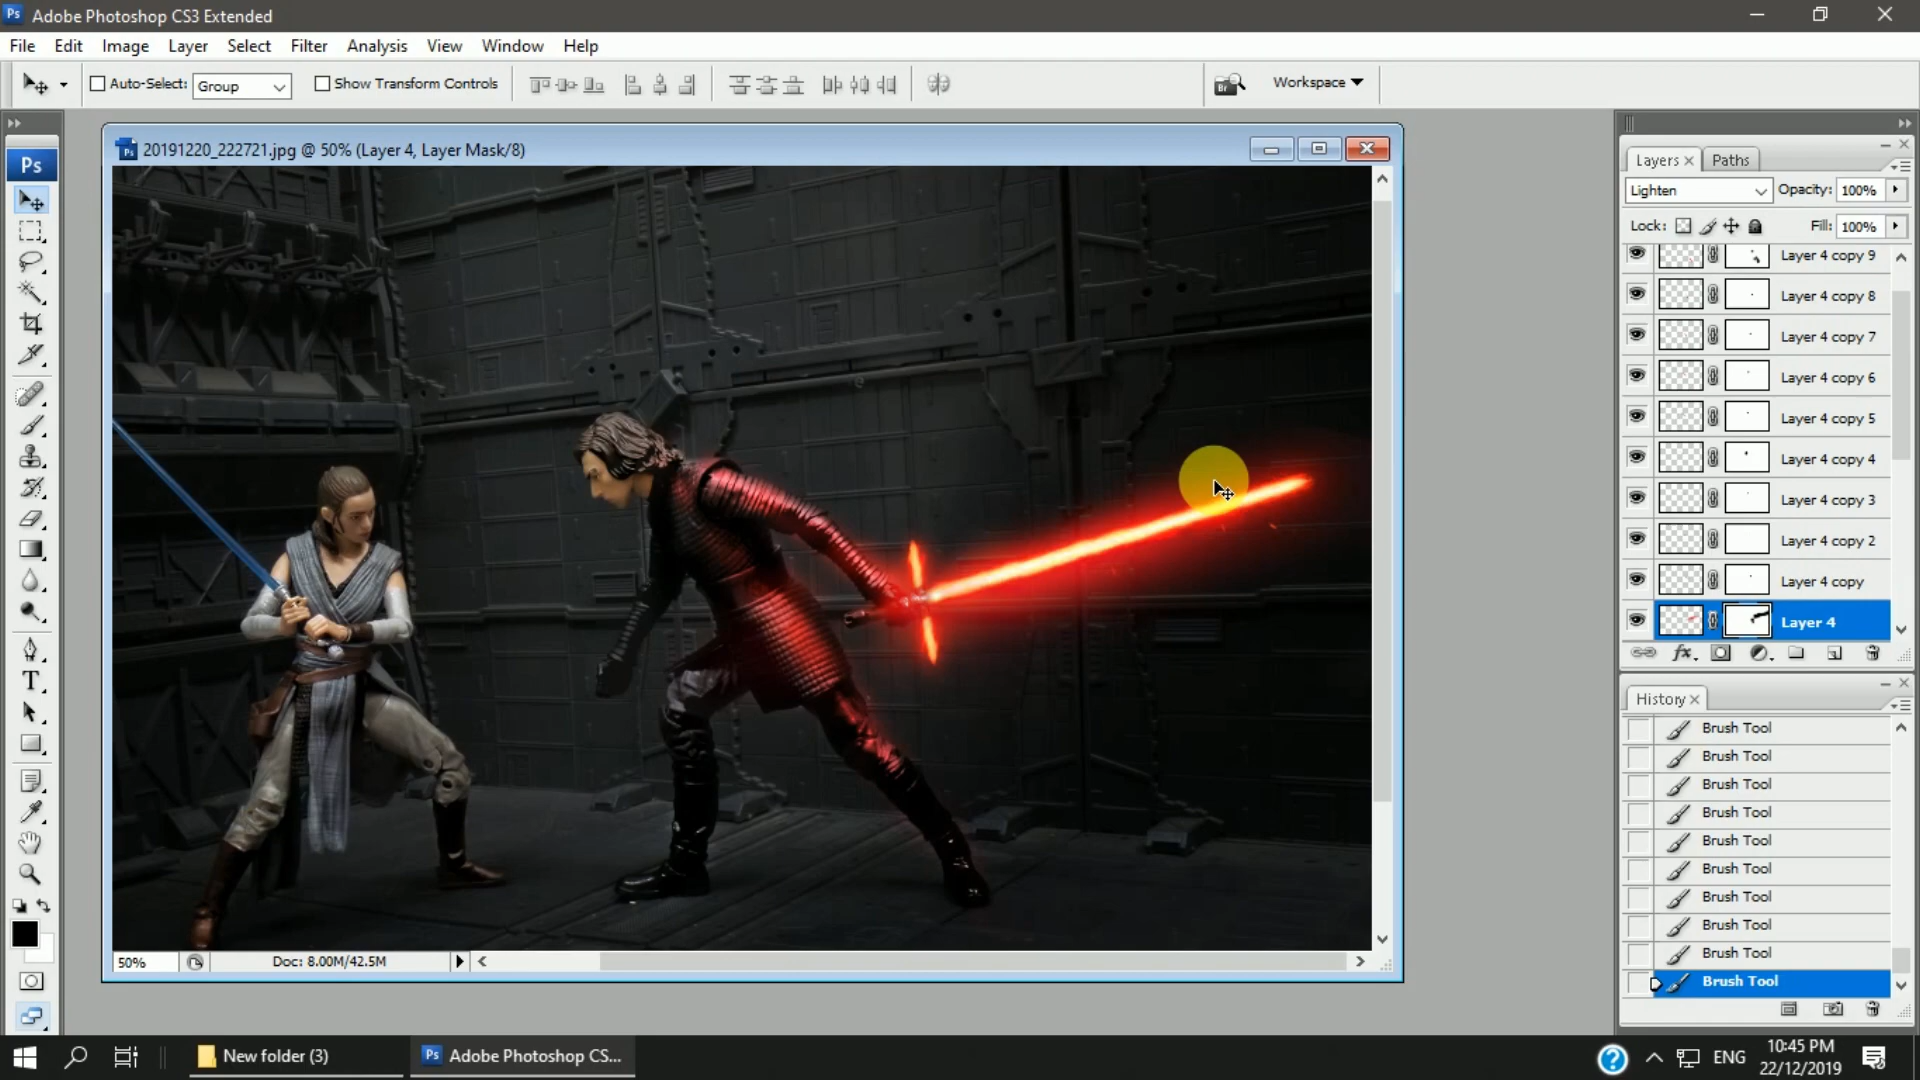 Ps Adobe Photoshop CS3 Extended
File Edit Image Layer Select Filter Analysis View Window Help
Auto-Select: Group Show Transform Controls Br Workspace
Ps
20191220_222721.jpg @ 50% (Layer 4, Layer Mask/8)
Layers Paths
Lighten Opacity: 100%
Lock: Fill: 100%
Layer 4 copy 9
Layer 4 copy 8
Layer 4 copy 7
Layer 4 copy 6
Layer 4 copy 5
Layer 4 copy 4
Layer 4 copy 3
Layer 4 copy 2
Layer 4 copy
Layer 4
fx
T
History
Brush Tool
Brush Tool
Brush Tool
Brush Tool
Brush Tool
Brush Tool
Brush Tool
Brush Tool
Brush Tool
Brush Tool
50% Doc: 8.00M/42.5M
New folder (3)
Ps Adobe Photoshop CS...
? ENG 10:45 PM
22/12/2019